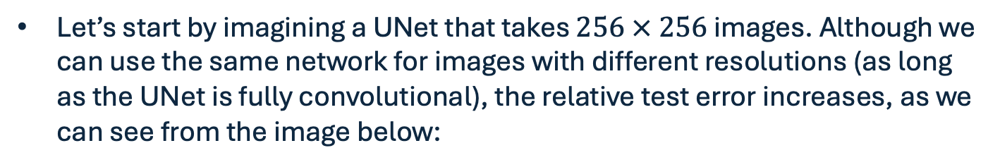 • Let’s start by imagining a UNet that takes 256 × 256 images. Although we
can use the same network for images with different resolutions (as long
as the UNet is fully convolutional), the relative test error increases, as we
can see from the image below: